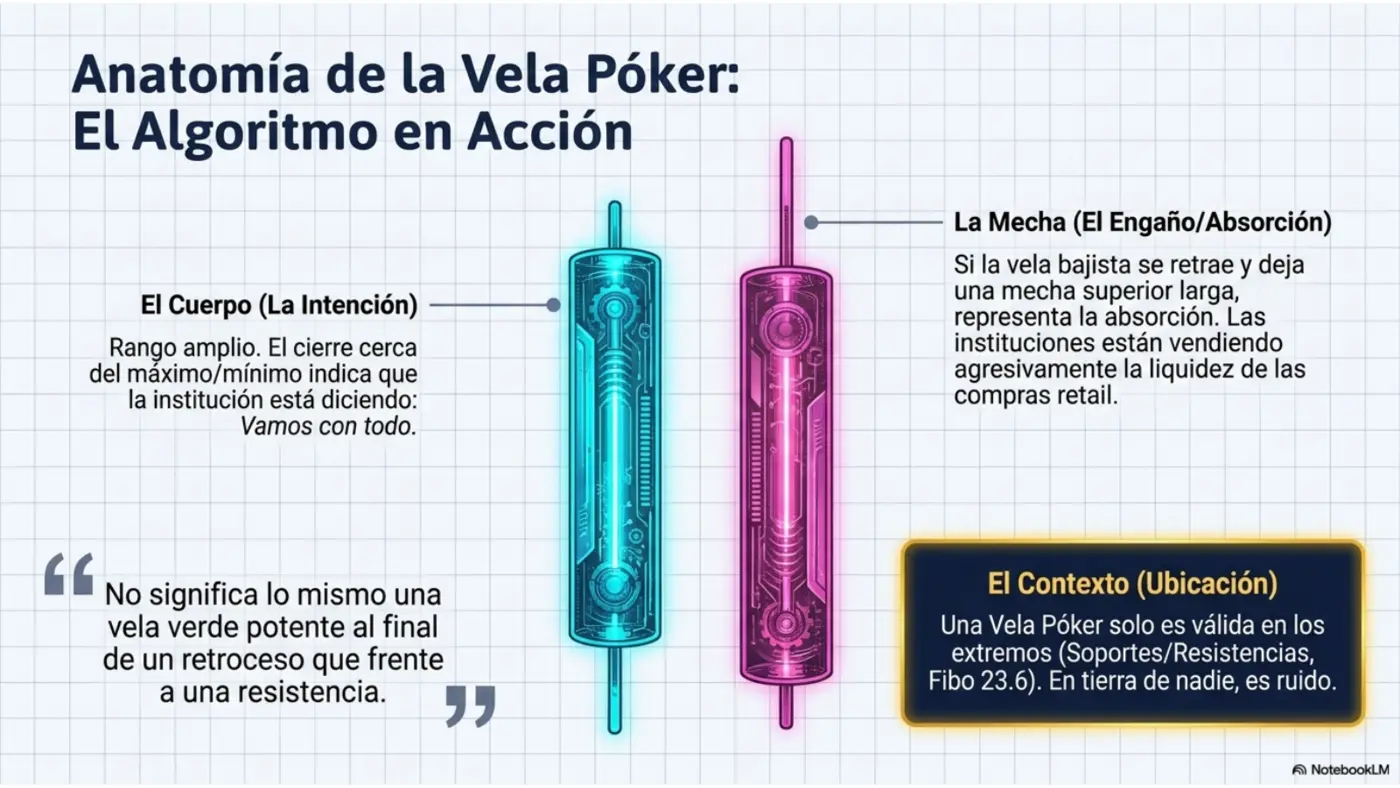 Anatomía de la Vela Póker:
El Algoritmo en Acción
El Cuerpo (La Intención)
Rango amplio. El cierre cerca
del máximo/mínimo indica que
la institución está diciendo:
Vamos con todo.
La Mecha (El Engaño/Absorción)
Si la vela bajista se retrae y deja
una mecha superior larga,
representa la absorción. Las
instituciones están vendiendo
agresivamente la liquidez de las
compras retail.
“No significa lo mismo una
vela verde potente al final
de un retroceso que frente
a una resistencia.”
El Contexto (Ubicación)
Una Vela Póker solo es válida en los
extremos (Soportes/Resistencias,
Fibo 23.6). En tierra de nadie, es ruido.
NotebookLM